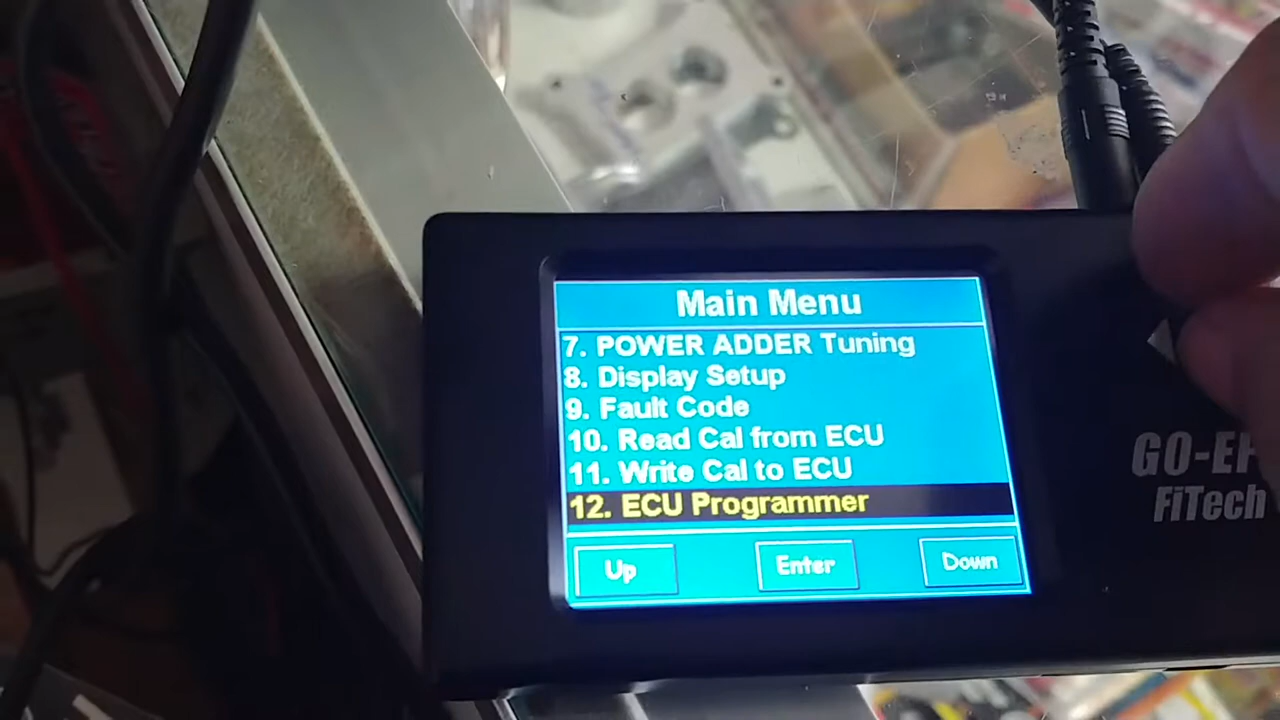 Main Menu
7. POWER ADDER Tuning
8. Display Setup
9. Fault Code
10. Read Cal from ECU
11. Write Cal to ECU
12. ECU Programmer
Up Enter Down
GO-EF
FiTech